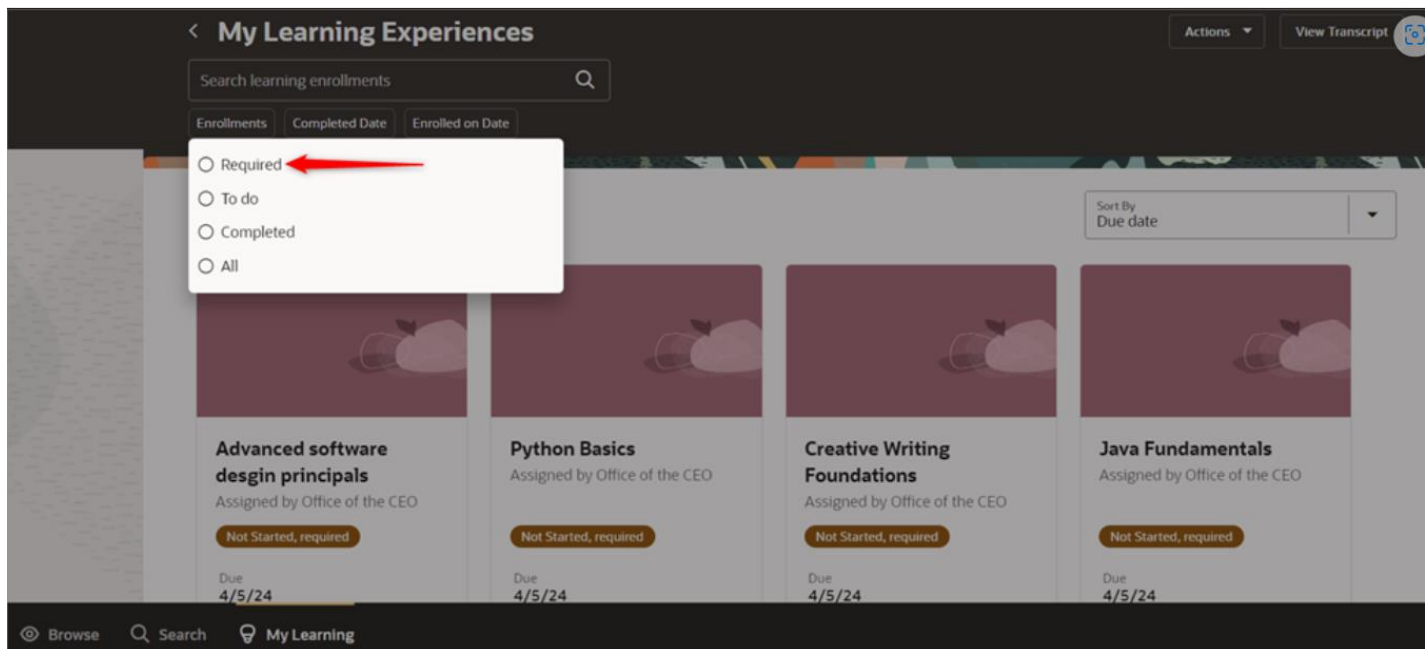 My Learning Experiences
Actions
View Transcript
Search learning enrollments
Enrollments Completed Date Enrolled on Date
Required
To do
Completed
All
Sort By
Due date
Advanced software
desgin principals
Assigned by Office of the CEO
Not Started, required
Due
4/5/24
Python Basics
Assigned by Office of the CEO
Not Started, required
Due
4/5/24
Creative Writing
Foundations
Assigned by Office of the CEO
Not Started, required
Due
4/5/24
Java Fundamentals
Assigned by Office of the CEO
Not Started, required
Due
4/5/24
Browse Search My Learning